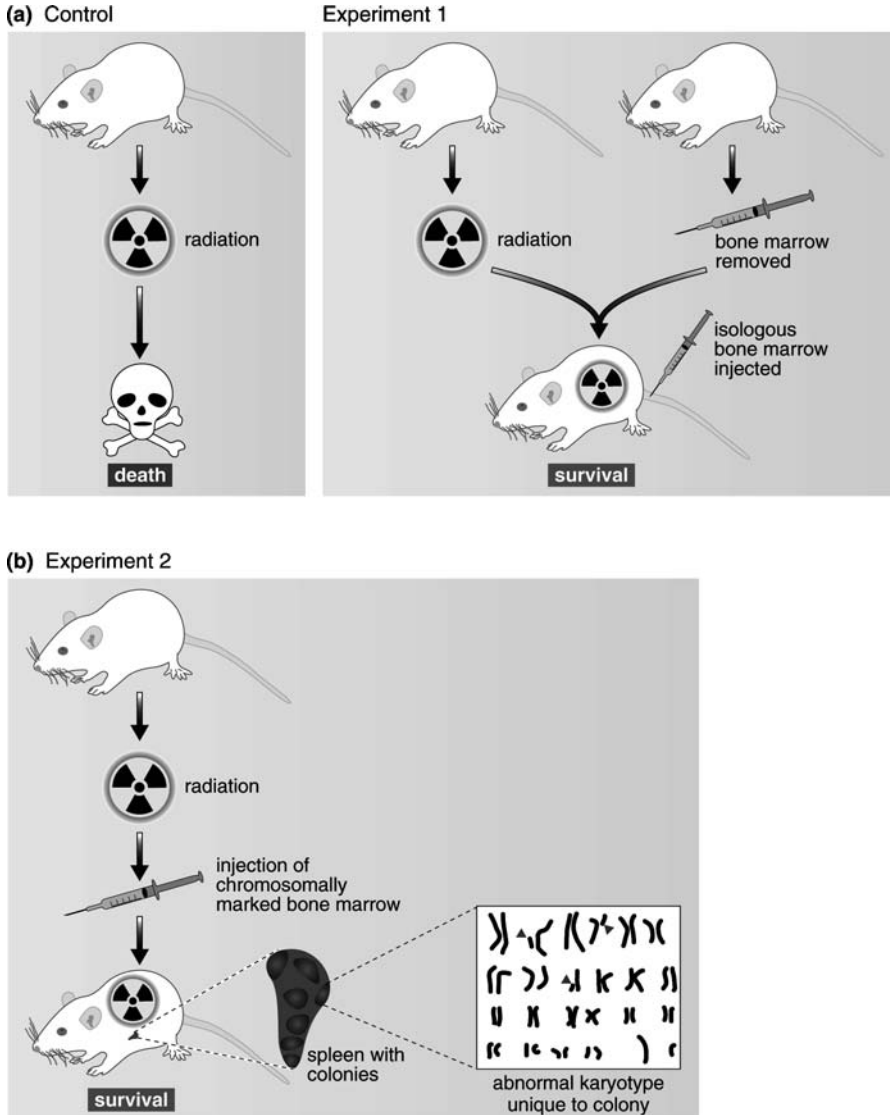 (a) Control
radiation
death
Experiment 1
radiation
bone marrow
removed
isologous
bone marrow
injected
survival
(b) Experiment 2
radiation
injection of
chromosomally
marked bone marrow
spleen with
colonies
survival
abnormal karyotype
unique to colony